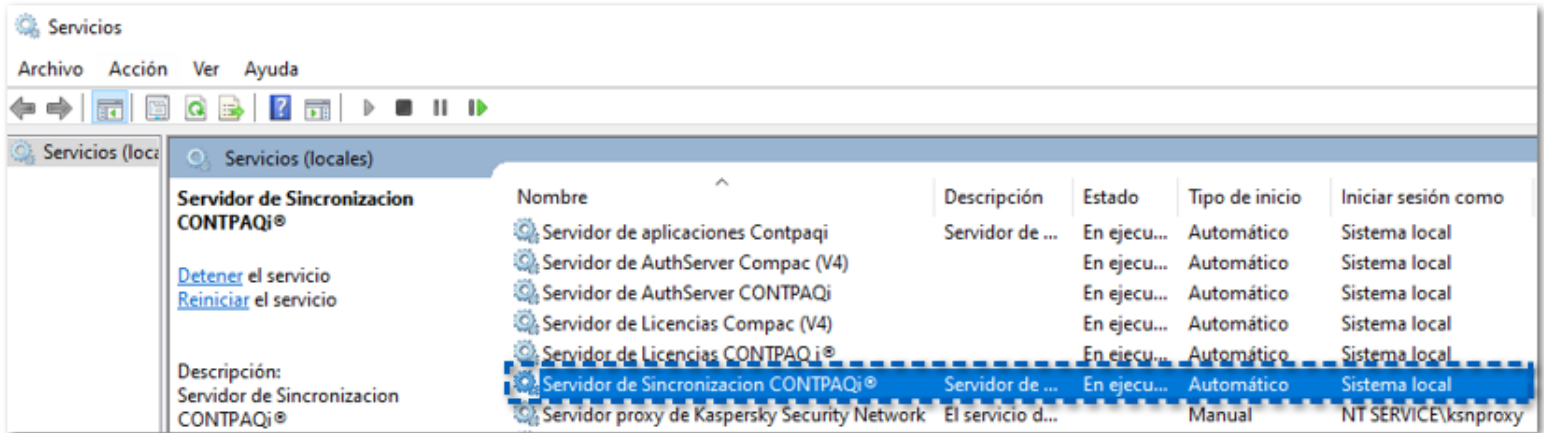 Servicios
Archivo Acción Ver Ayuda
Servicios (loca
Servicios (locales)
Servidor de Sincronizacion
CONTPAQi®
Detener el servicio
Reiniciar el servicio
Descripción:
Servidor de Sincronizacion
CONTPAQi®
Nombre Descripción Estado Tipo de inicio Iniciar sesión como
Servidor de aplicaciones Contpaqi Servidor de ... En ejecu... Automático Sistema local
Servidor de AuthServer Compac (V4) En ejecu... Automático Sistema local
Servidor de AuthServer CONTPAQi En ejecu... Automático Sistema local
Servidor de Licencias Compac (V4) En ejecu... Automático Sistema local
Servidor de Licencias CONTPAQ i® En ejecu... Automático Sistema local
Servidor de Sincronizacion CONTPAQi® Servidor de ... En ejecu... Automático Sistema local
Servidor proxy de Kaspersky Security Network El servicio d... Manual NT SERVICE\ksnproxy